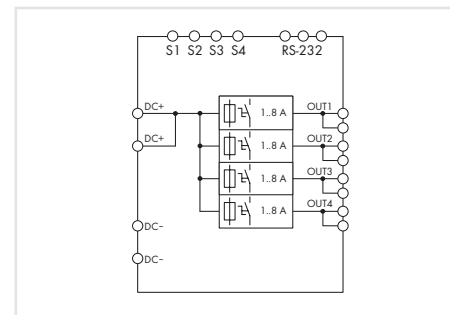 S1 S2 S3 S4 RS-232
DC+ 1..8 A OUT1
DC+ 1..8 A OUT2
1..8 A OUT3
1..8 A OUT4
DC-
DC-